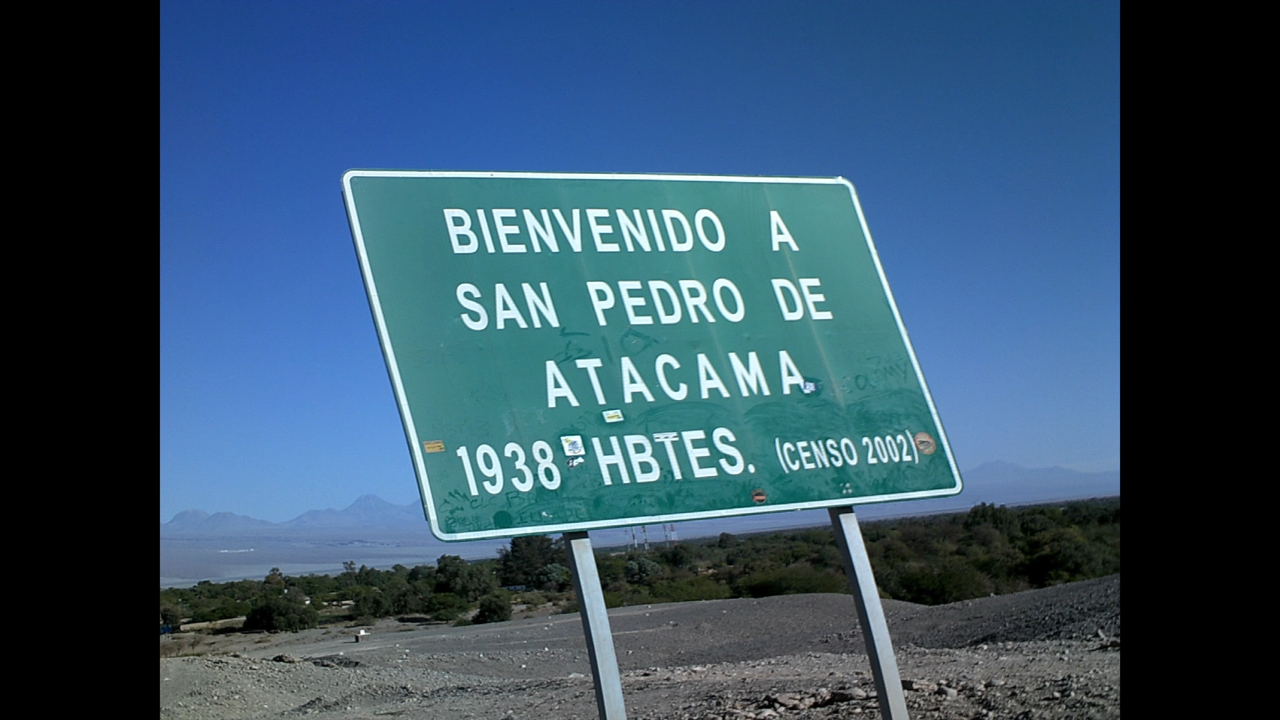 BIENVENIDO A
SAN PEDRO DE
ATACAMA
1938 HBTES. (CENSO 2002)